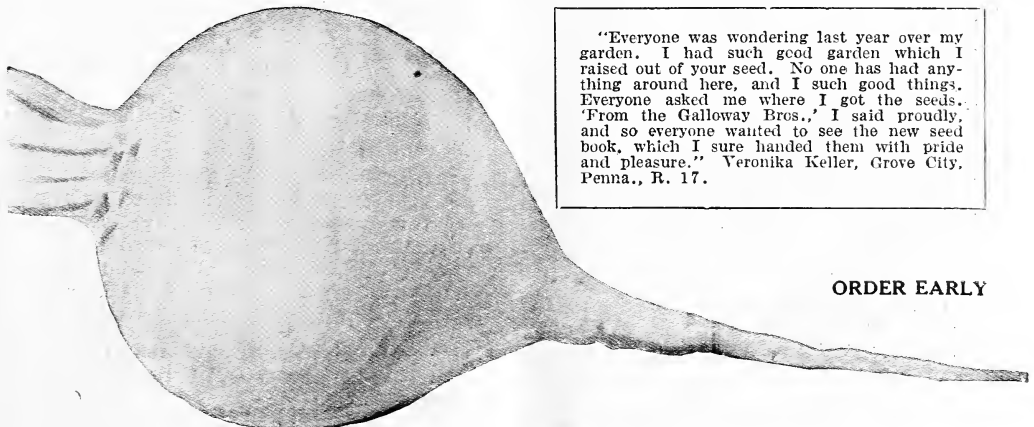 "Everyone was wondering last year over my
garden. I had such good garden which I
raised out of your seed. No one has had any-
thing around here, and I such good things.
Everyone asked me where I got the seeds.
'From the Galloway Bros.,' I said proudly,
and so everyone wanted to see the new seed
book, which I sure handed them with pride
and pleasure." Veronika Keller, Grove City,
Penna., R. 17.
ORDER EARLY